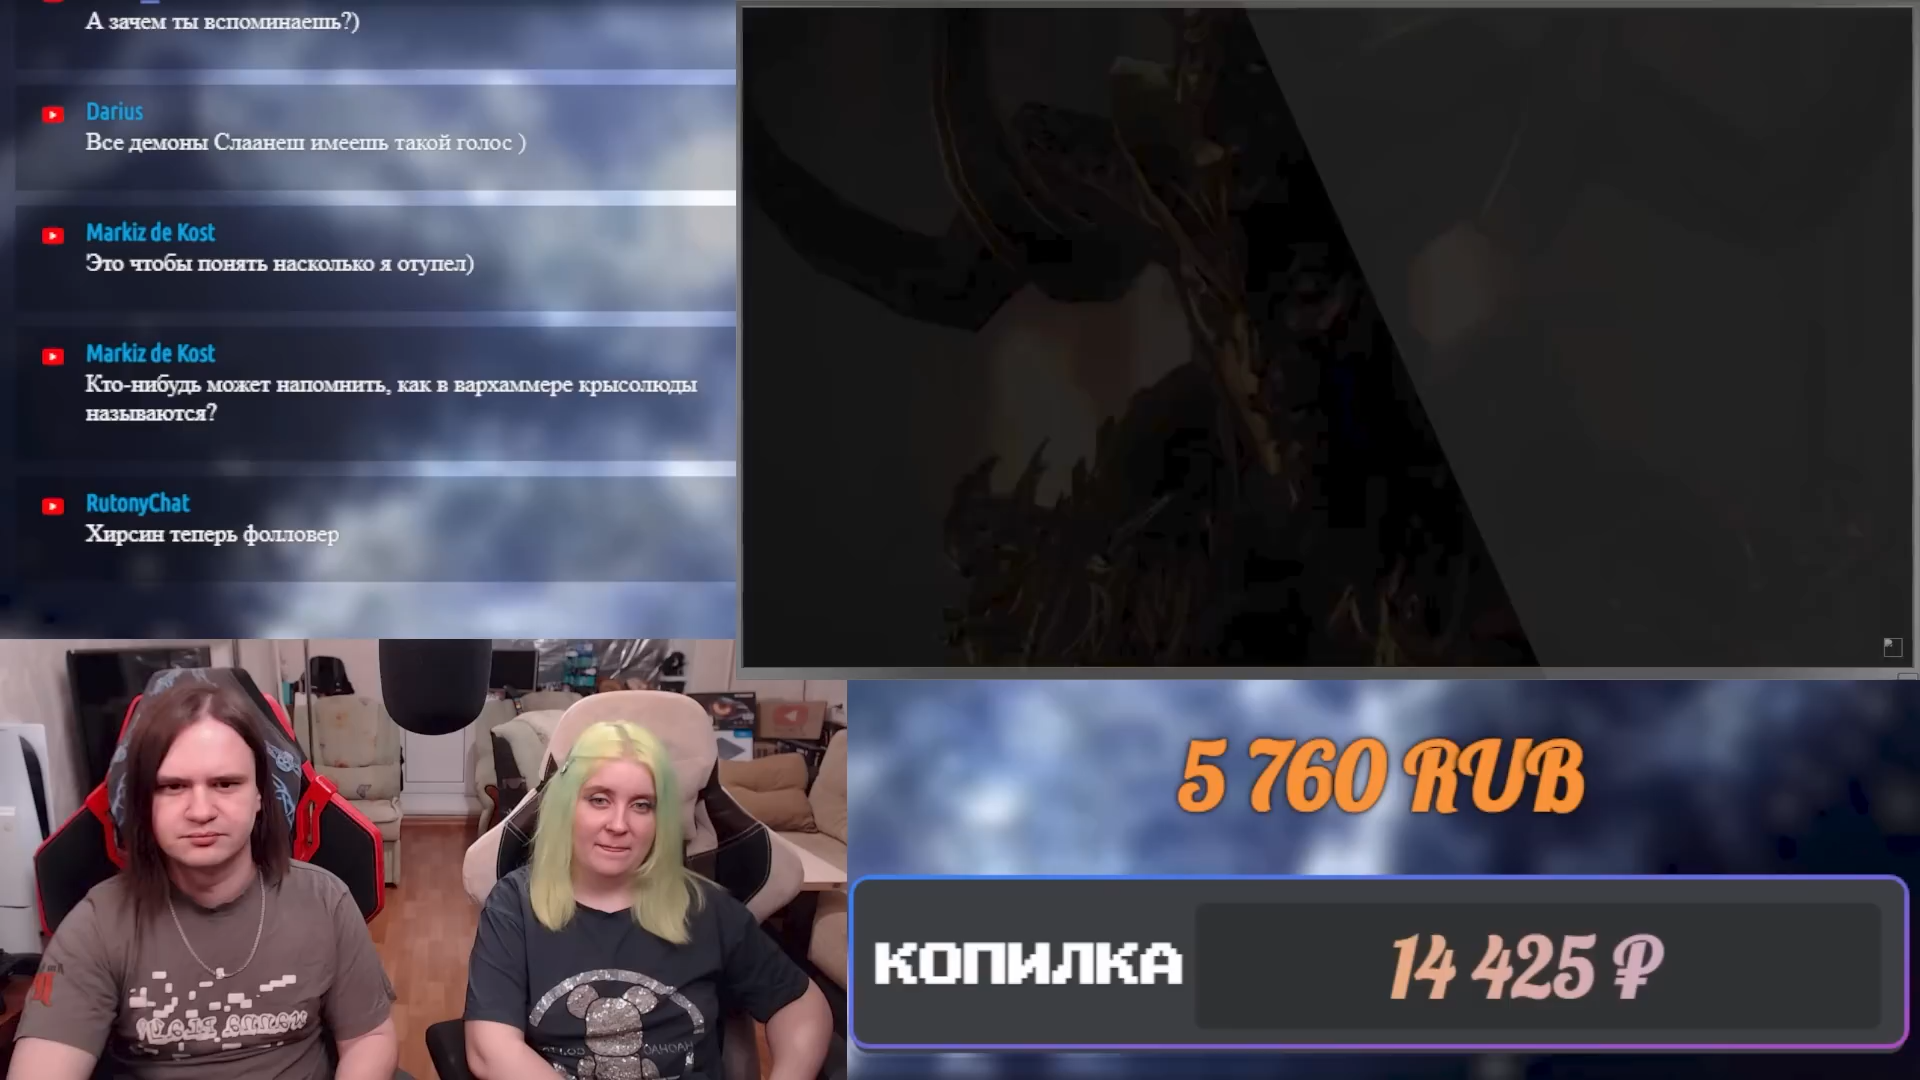 А зачем ты вспоминаешь?)
Darius
Все демоны Слаанеш имеешь такой голос )
Markiz de Kost
Это чтобы понять насколько я отупел)
Markiz de Kost
Кто-нибудь может напомнить, как в вархаммере крысолюды
называются?
RutonyChat
Хирсин теперь фолловер
5 760 RUB
КОПИЛКА
14 425 ₽